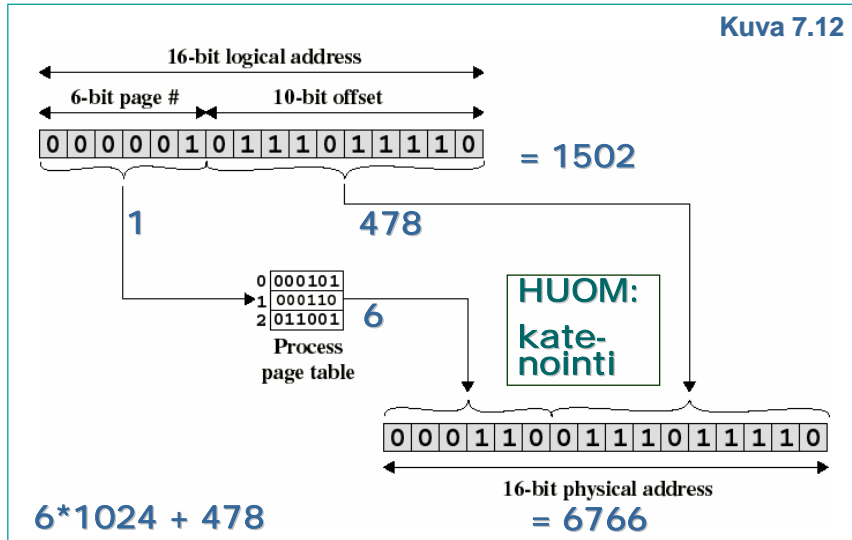 Kuva 7.12
16-bit logical address
6-bit page # 10-bit offset
0 0 0 0 0 1 0 1 1 1 0 1 1 1 1 0
= 1502
1 478
0 000101
1 000110
2 011001
6
Process
page table
HUOM:
kate-
nointi
0 0 0 1 1 0 0 1 1 1 0 1 1 1 1 0
16-bit physical address
6*1024 + 478 = 6766